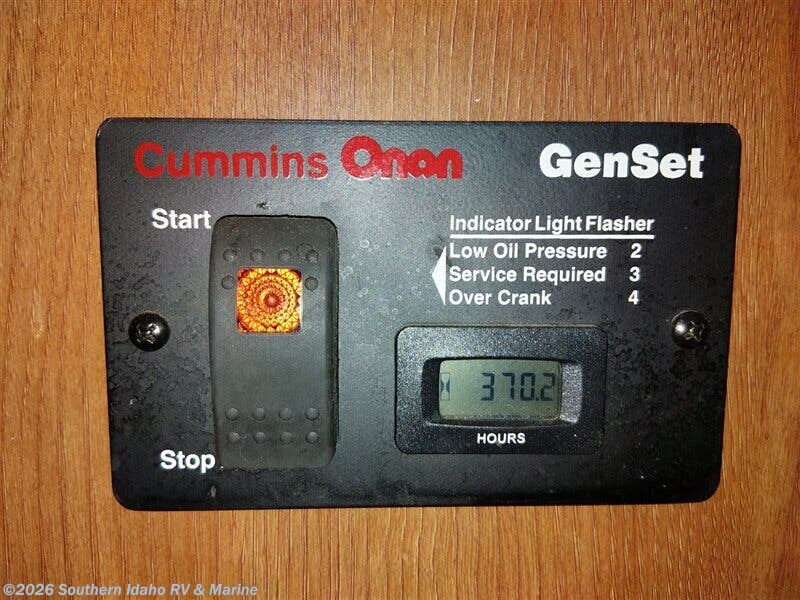 Cummins Onan GenSet
Start
Indicator Light Flasher
Low Oil Pressure 2
Service Required 3
Over Crank 4
370.2
HOURS
Stop
©2026 Southern Idaho RV & Marine